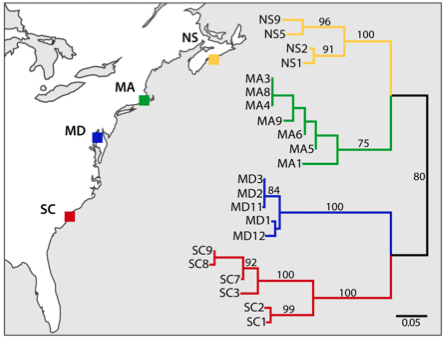 NS
MA
MD
SC
NS9
NS5
NS2
NS1
96
91
100
MA3
MA8
MA4
MA9
MA6
MA5
MA1
75
80
MD3
MD2
MD11
MD1
MD12
84
100
SC9
SC8
SC7
SC3
SC2
SC1
92
100
99
100
0.05